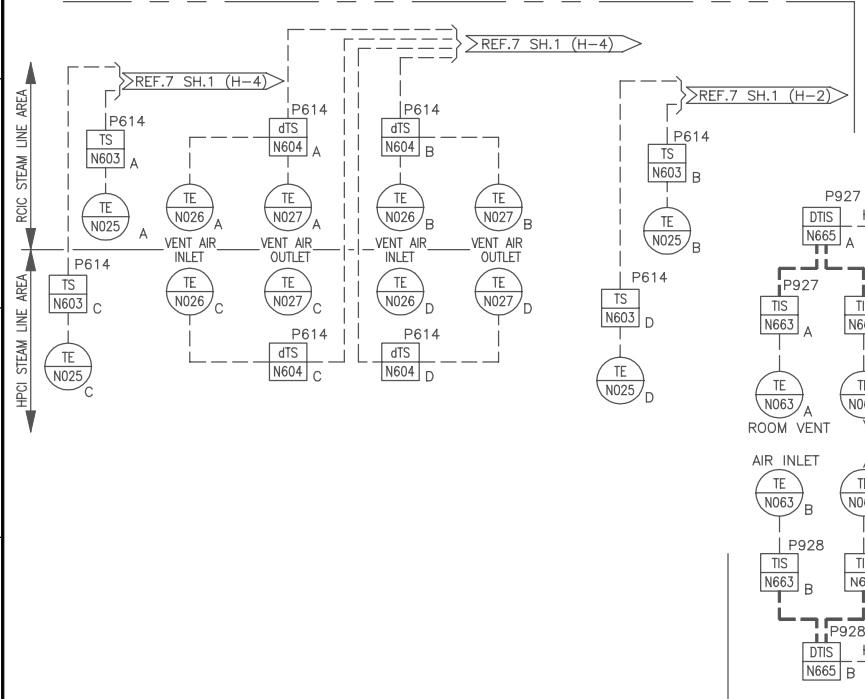 REF.7 SH.1 (H-4)
REF.7 SH.1 (H-4)
REF.7 SH.1 (H-2)
RCIC STEAM LINE AREA
HPCI STEAM LINE AREA
P614
TS
N603 A
TE
N025 A
P614
dTS
N604 A
P614
dTS
N604 B
P614
TS
N603 B
TE
N026 A
TE
N027 A
TE
N026 B
TE
N027 B
TE
N025 B
VENT AIR
INLET
VENT AIR
OUTLET
VENT AIR
INLET
VENT AIR
OUTLET
P614
TS
N603 C
TE
N025 C
TE
N026 C
TE
N027 C
TE
N026 D
TE
N027 D
P614
dTS
N604 C
P614
dTS
N604 D
P614
TS
N603 D
TE
N025 D
P927
DTIS
N665 A
P927
TIS
N663 A
TE
N063 A
ROOM VENT
AIR INLET
TE
N063 B
P928
TIS
N663 B
P928
DTIS
N665 B